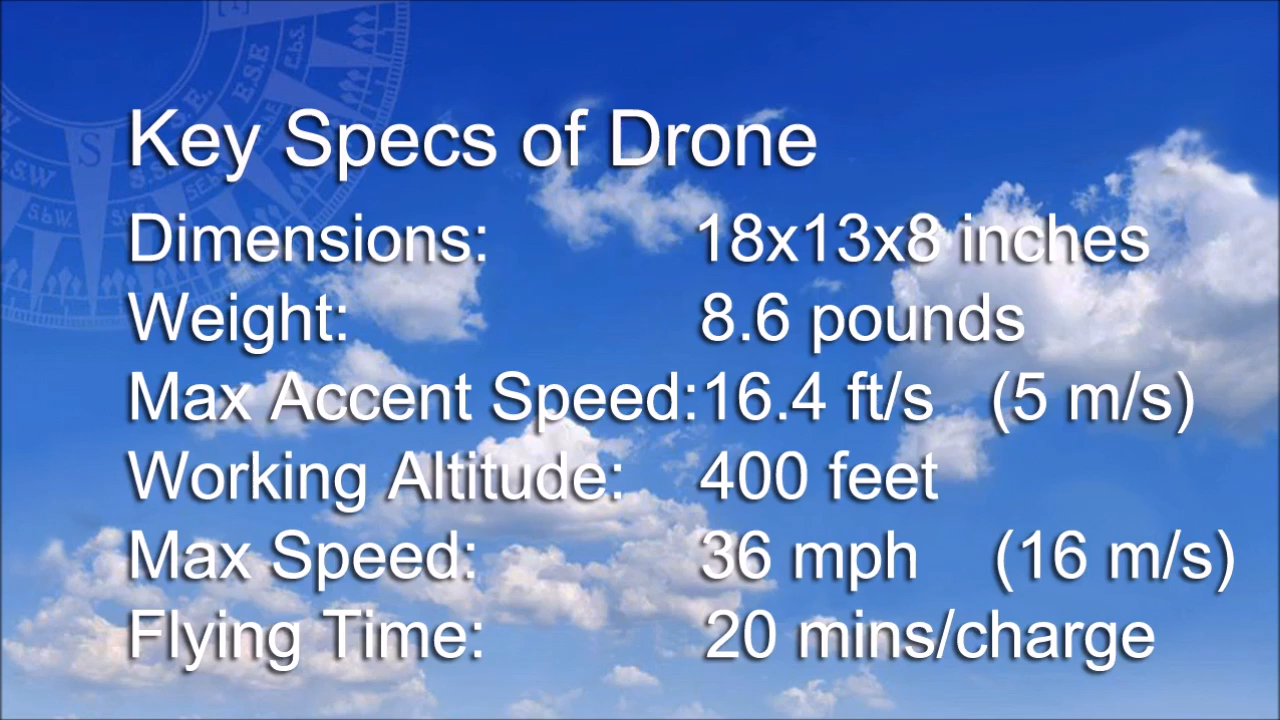 Key Specs of Drone
Dimensions: 18x13x8 inches
Weight: 8.6 pounds
Max Accent Speed:16.4 ft/s (5 m/s)
Working Altitude: 400 feet
Max Speed: 36 mph (16 m/s)
Flying Time: 20 mins/charge
E
E.S.E
E.b.S.
S
S.b.W.